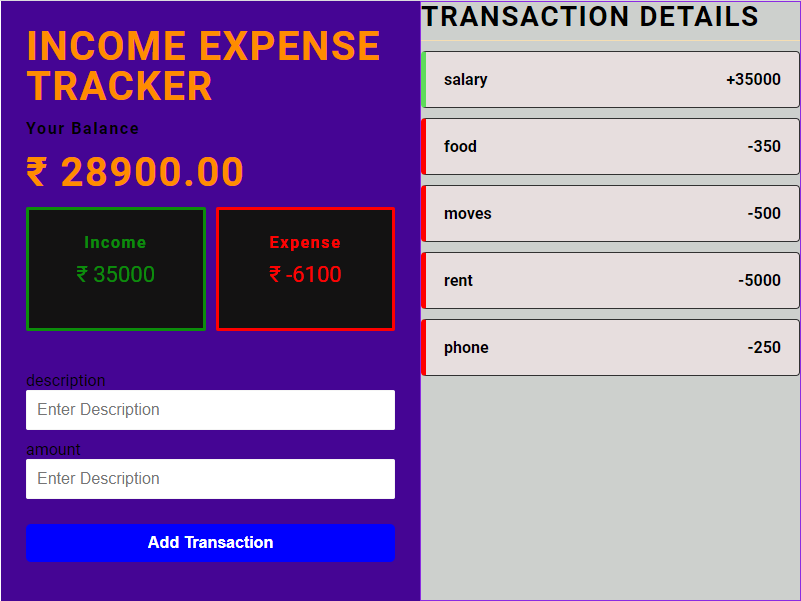 INCOME EXPENSE
TRACKER
Your Balance
₹ 28900.00
Income
₹ 35000
Expense
₹ -6100
description
Enter Description
amount
Enter Description
Add Transaction
TRANSACTION DETAILS
salary +35000
food -350
moves -500
rent -5000
phone -250